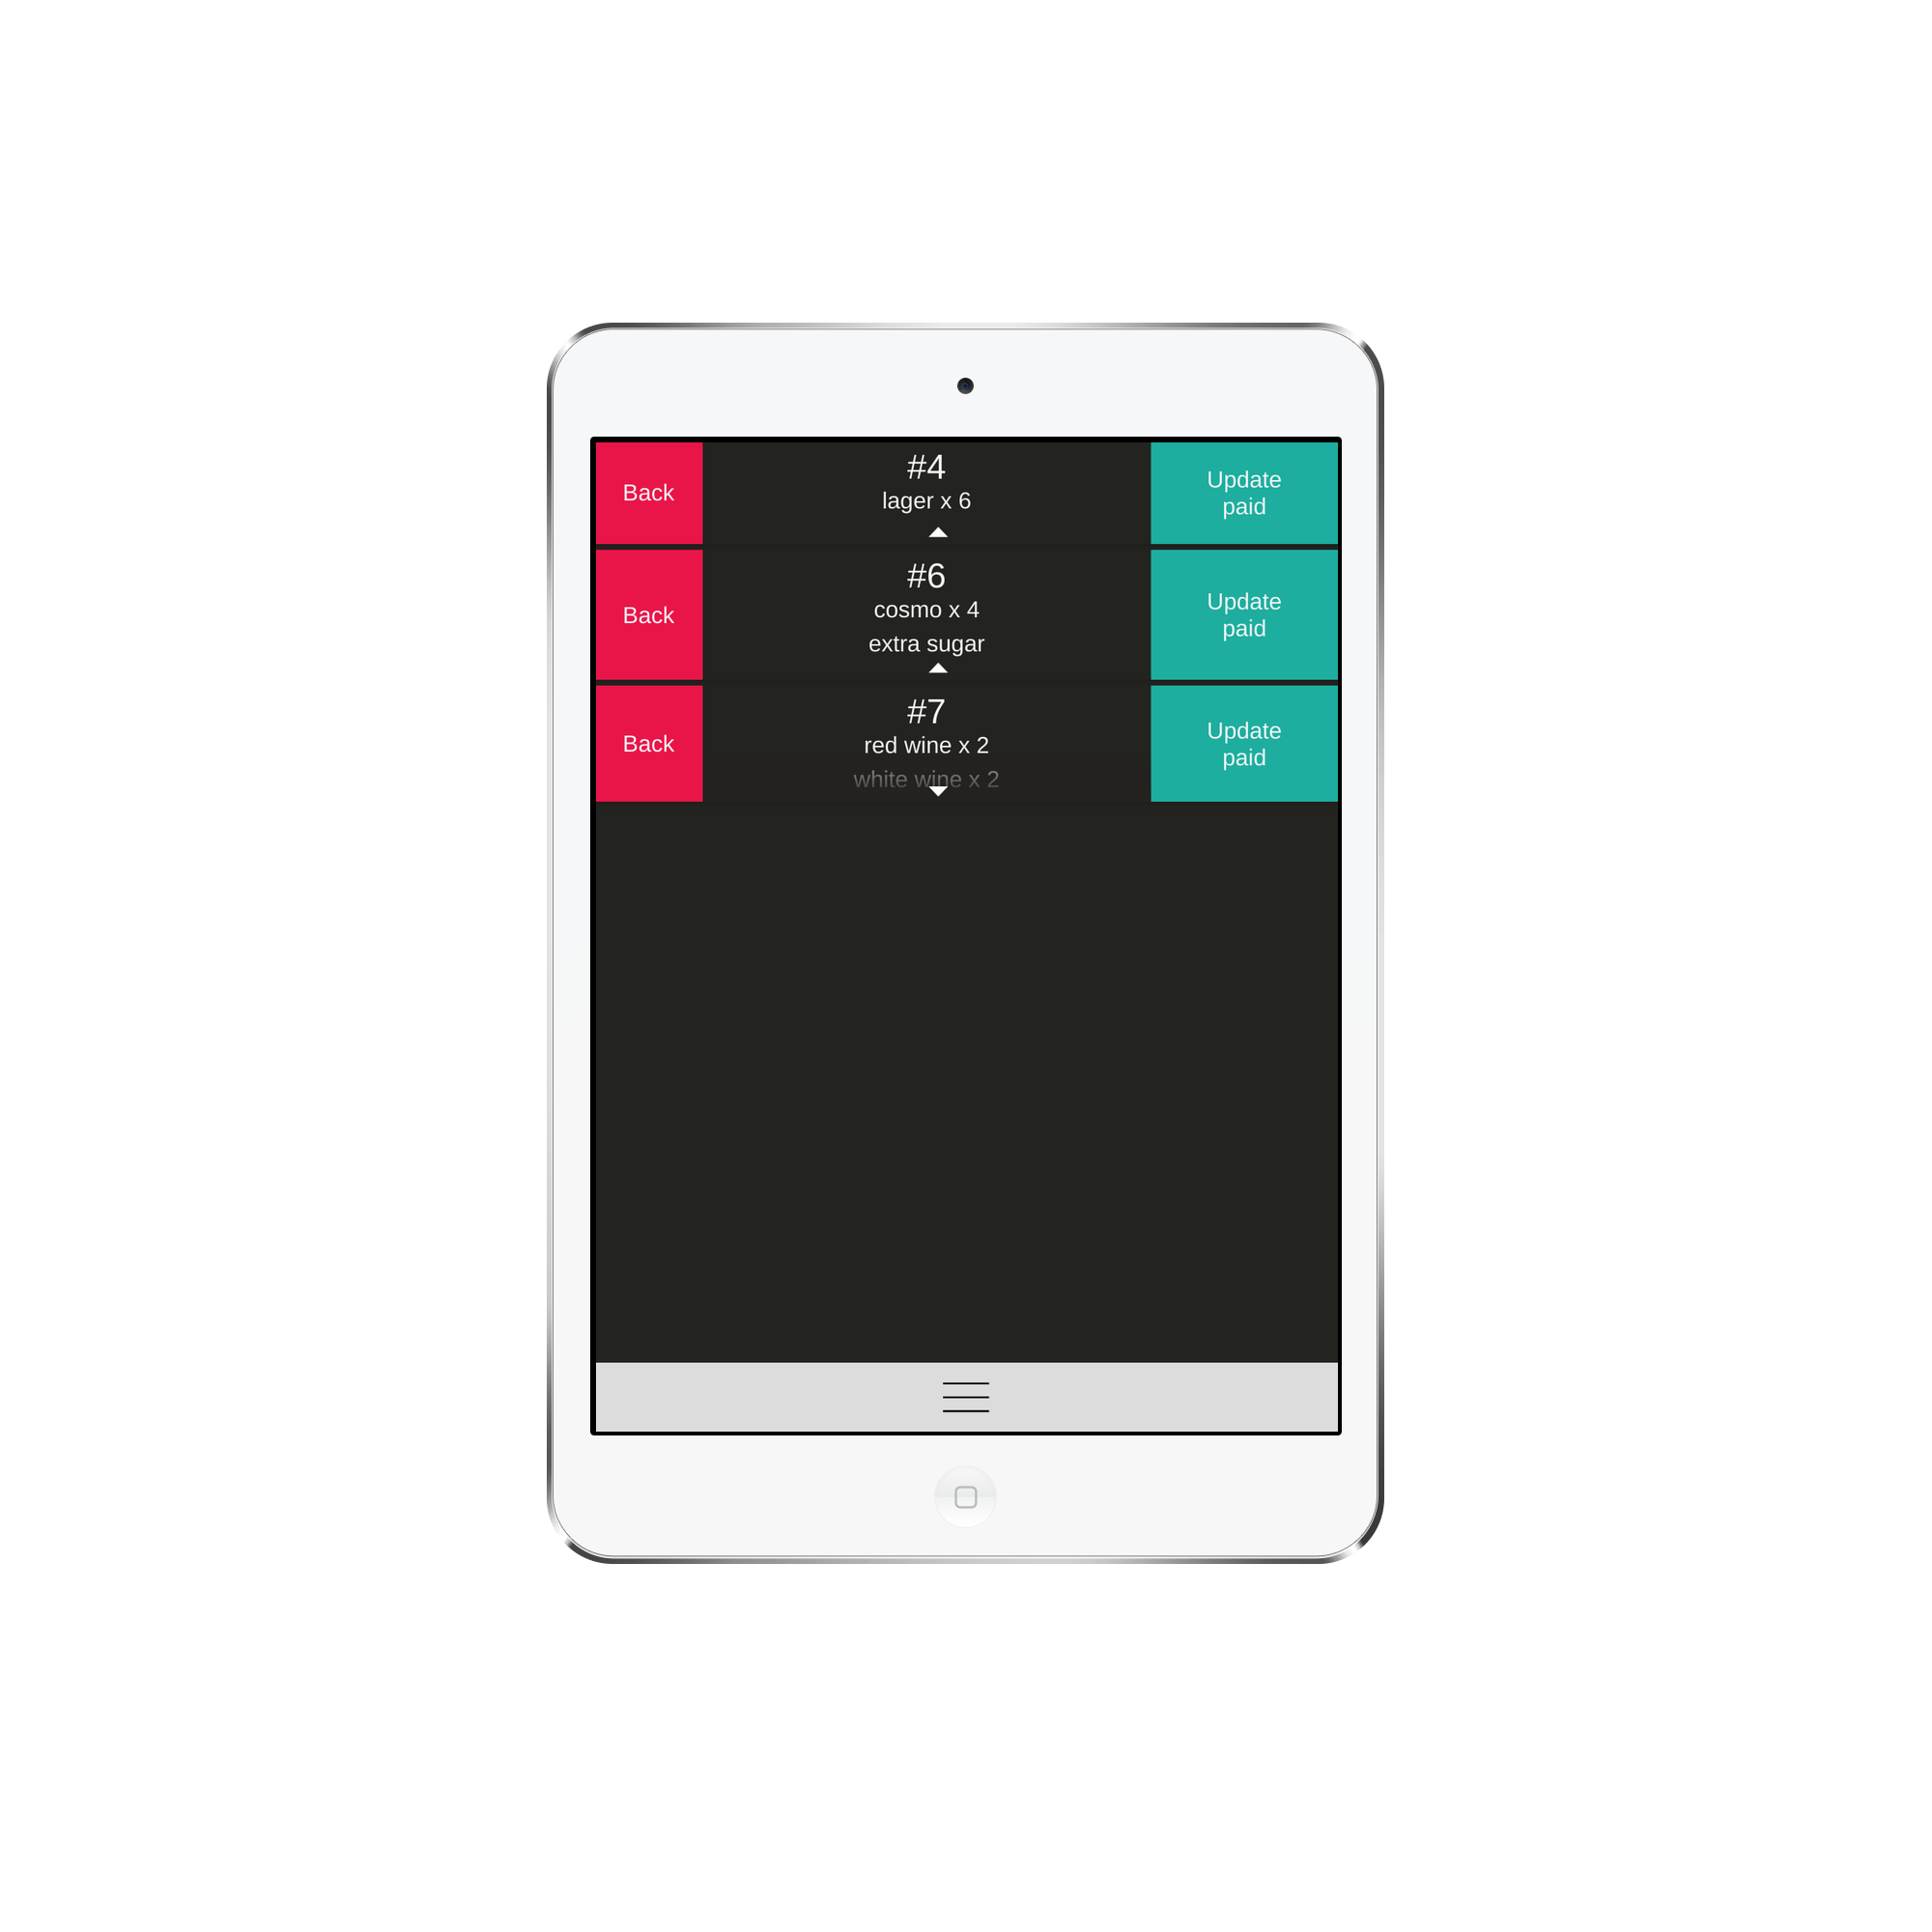 Back
#4
lager x 6
Update
paid
Back
#6
cosmo x 4
extra sugar
Update
paid
Back
#7
red wine x 2
white wine x 2
Update
paid